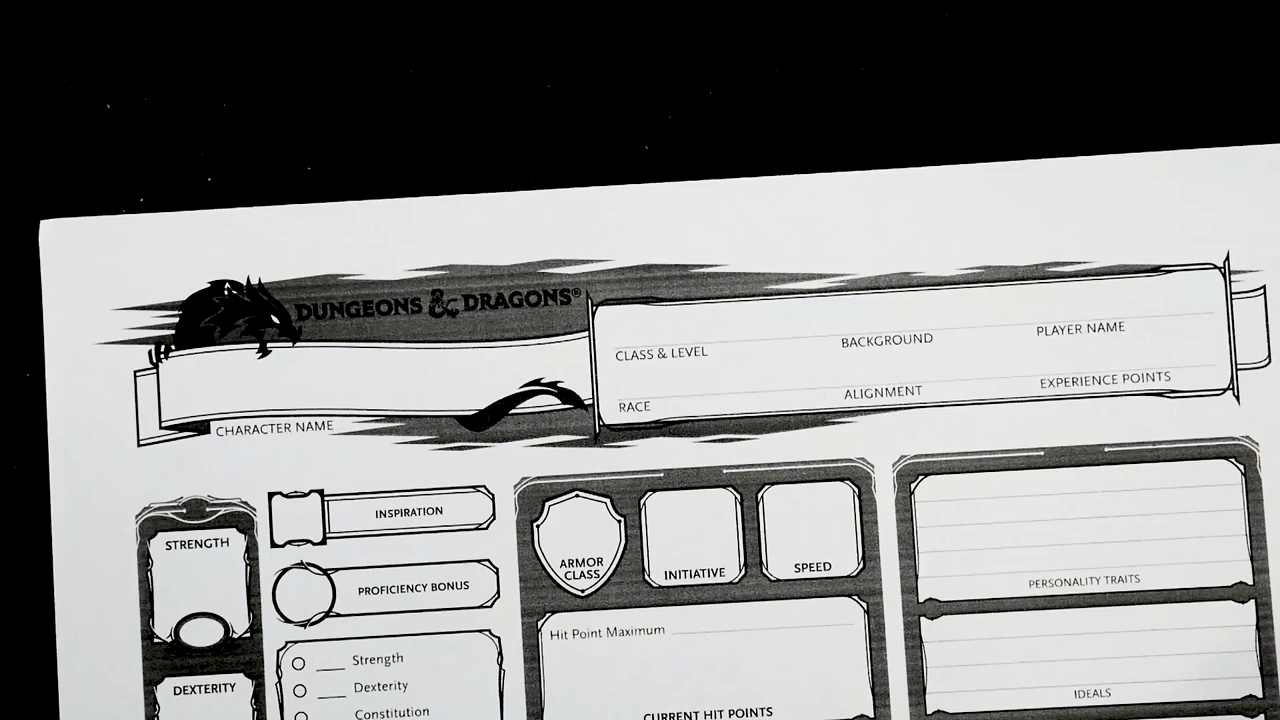 DUNGEONS & DRAGONS®
CLASS & LEVEL
BACKGROUND
PLAYER NAME
RACE
ALIGNMENT
EXPERIENCE POINTS
CHARACTER NAME
STRENGTH
INSPIRATION
PROFICIENCY BONUS
Strength
Dexterity
Constitution
DEXTERITY
ARMOR
CLASS
INITIATIVE
SPEED
Hit Point Maximum
CURRENT HIT POINTS
PERSONALITY TRAITS
IDEALS